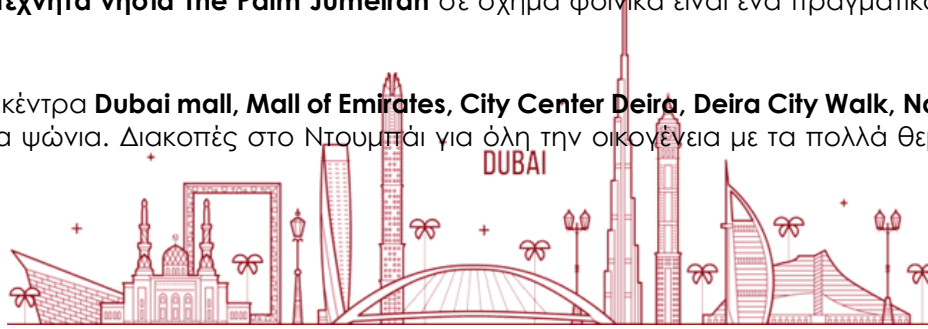 τεχνητά νησιά The Palm Jumeirah σε σχήμα φοίνικα είναι ένα πραγματικό
κέντρα Dubai mall, Mall of Emirates, City Center Deira, Deira City Walk,
α ψώνια. Διακοπές στο Ντουμπάι για όλη την οικογένεια με τα πολλά
DUBAI